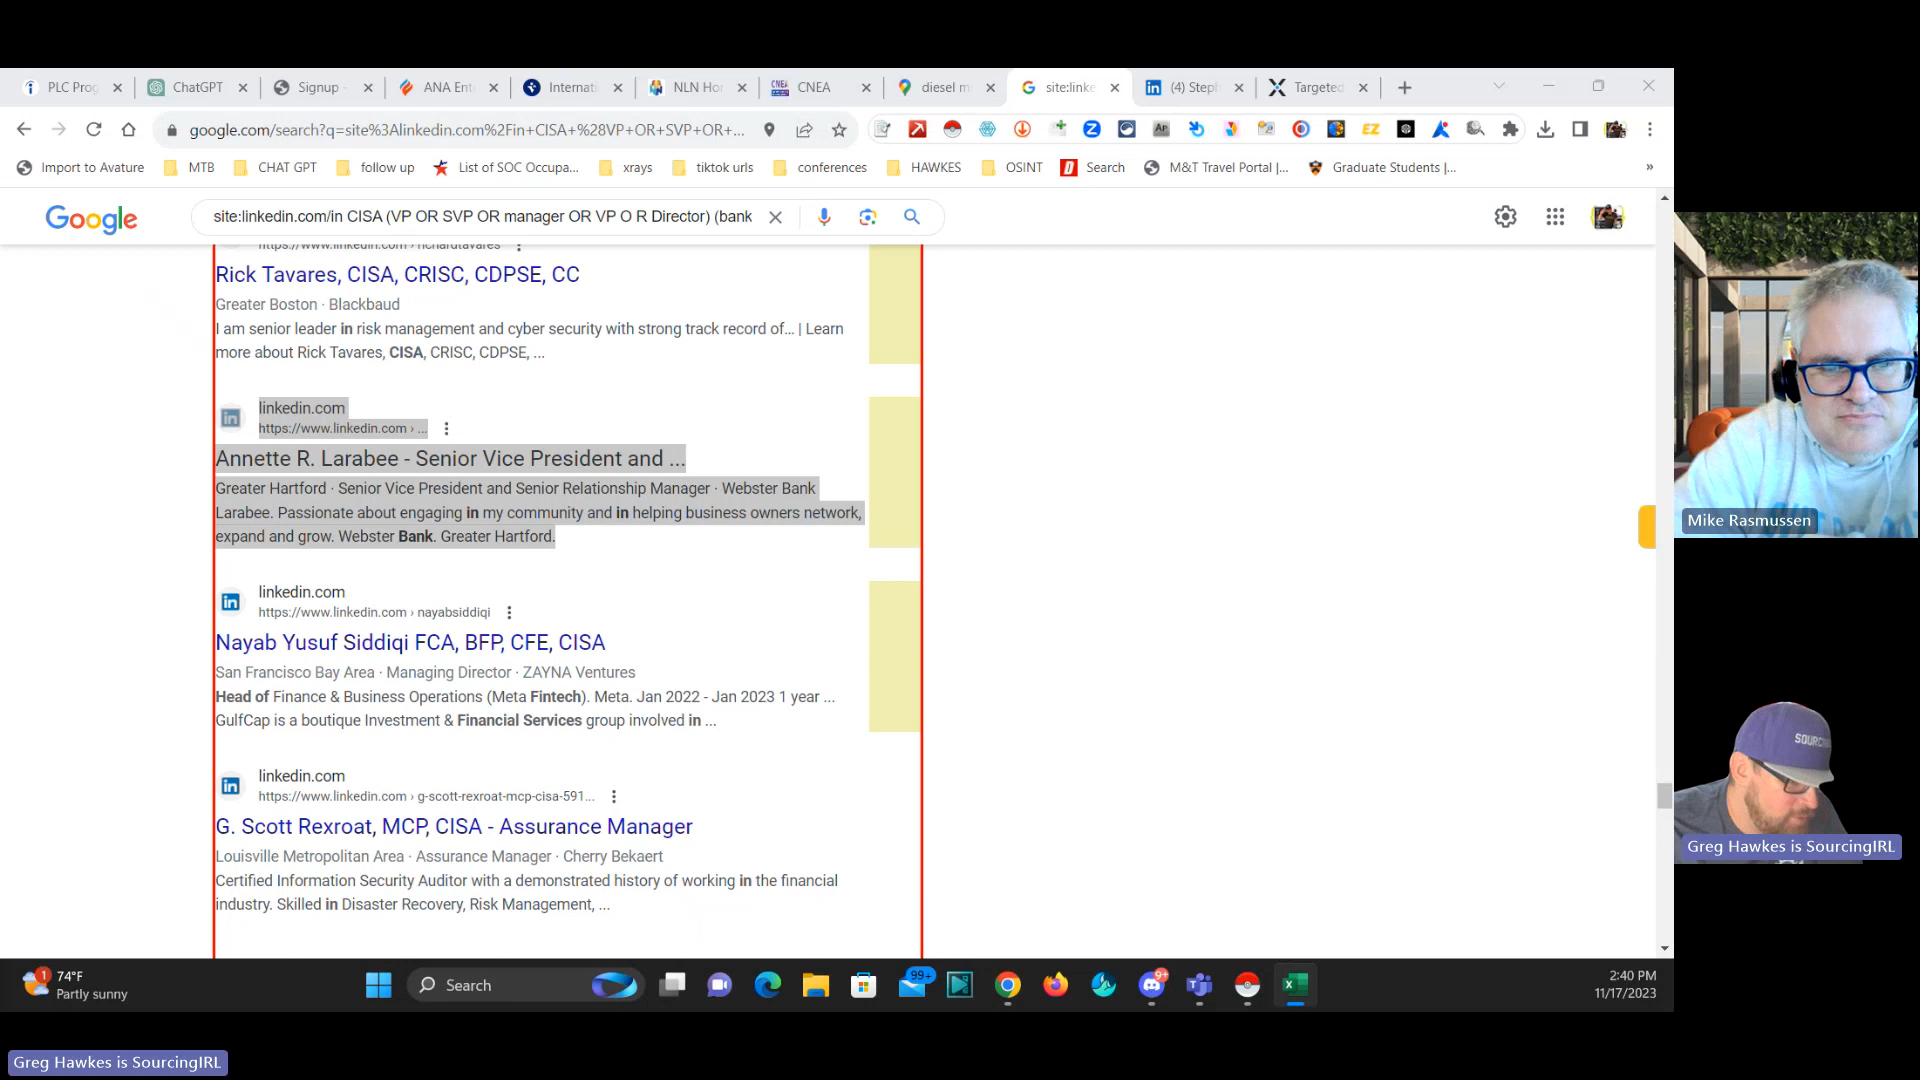 PLC Prog
ChatGPT
Signup
ANA Ent
Internati
NLN Hor
CNEA
diesel m
site:linke
(4) Steph
Targeted
google.com/search?q=site%3Alinkedin.com%2Fin+CISA+%28VP+OR+SVP+OR+...
Import to Avature
MTB
CHAT GPT
follow up
List of SOC Occupa...
xrays
tiktok urls
conferences
HAWKES
OSINT
Search
M&T Travel Portal |...
Graduate Students |...
»
Google
site:linkedin.com/in CISA (VP OR SVP OR manager OR VP O R Director) (bank
https://www.linkedin.com › richardtavares
Rick Tavares, CISA, CRISC, CDPSE, CC
Greater Boston · Blackbaud
I am senior leader in risk management and cyber security with strong track record of... | Learn
more about Rick Tavares, CISA, CRISC, CDPSE, ...
linkedin.com
https://www.linkedin.com › ...
Annette R. Larabee - Senior Vice President and ...
Greater Hartford · Senior Vice President and Senior Relationship Manager · Webster Bank
Larabee. Passionate about engaging in my community and in helping business owners network,
expand and grow. Webster Bank. Greater Hartford.
linkedin.com
https://www.linkedin.com › nayabsiddiqi
Nayab Yusuf Siddiqi FCA, BFP, CFE, CISA
San Francisco Bay Area · Managing Director · ZAYNA Ventures
Head of Finance & Business Operations (Meta Fintech). Meta. Jan 2022 - Jan 2023 1 year ...
GulfCap is a boutique Investment & Financial Services group involved in ...
linkedin.com
https://www.linkedin.com › g-scott-rexroat-mcp-cisa-591...
G. Scott Rexroat, MCP, CISA - Assurance Manager
Louisville Metropolitan Area · Assurance Manager · Cherry Bekaert
Certified Information Security Auditor with a demonstrated history of working in the financial
industry. Skilled in Disaster Recovery, Risk Management, ...
Mike Rasmussen
Greg Hawkes is SourcingIRL
1
74°F
Partly sunny
Search
99+
9+
2:40 PM
11/17/2023
Greg Hawkes is SourcingIRL